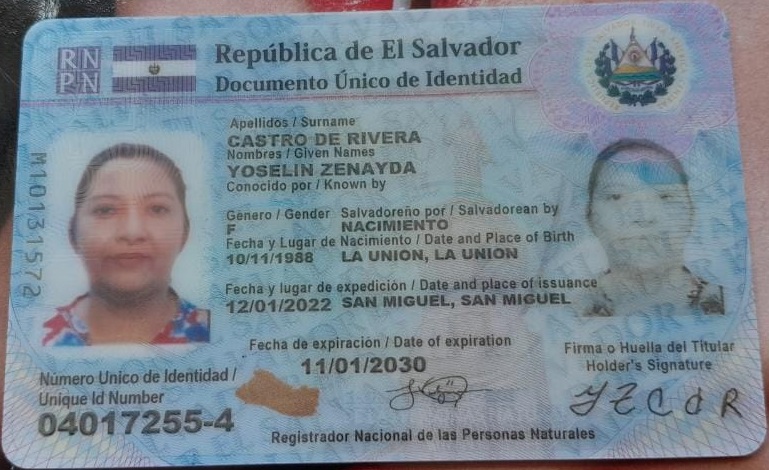 RN
PN
República de El Salvador
Documento Único de Identidad
Apellidos / Surname
CASTRO DE RIVERA
Nombres / Given Names
YOSELIN ZENAYDA
Conocido por / Known by
Género / Gender Salvadoreño por / Salvadorean by
F NACIMIENTO
Fecha y Lugar de Nacimiento / Date and Place of Birth
10/11/1988 LA UNION, LA UNION
Fecha y lugar de expedición / Date and place of issuance
12/01/2022 SAN MIGUEL, SAN MIGUEL
Fecha de expiración / Date of expiration
11/01/2030
M10131572
Número Unico de Identidad /
Unique Id Number
04017255-4
Firma o Huella del Titular
Holder's Signature
YZCdR
Registrador Nacional de las Personas Naturales